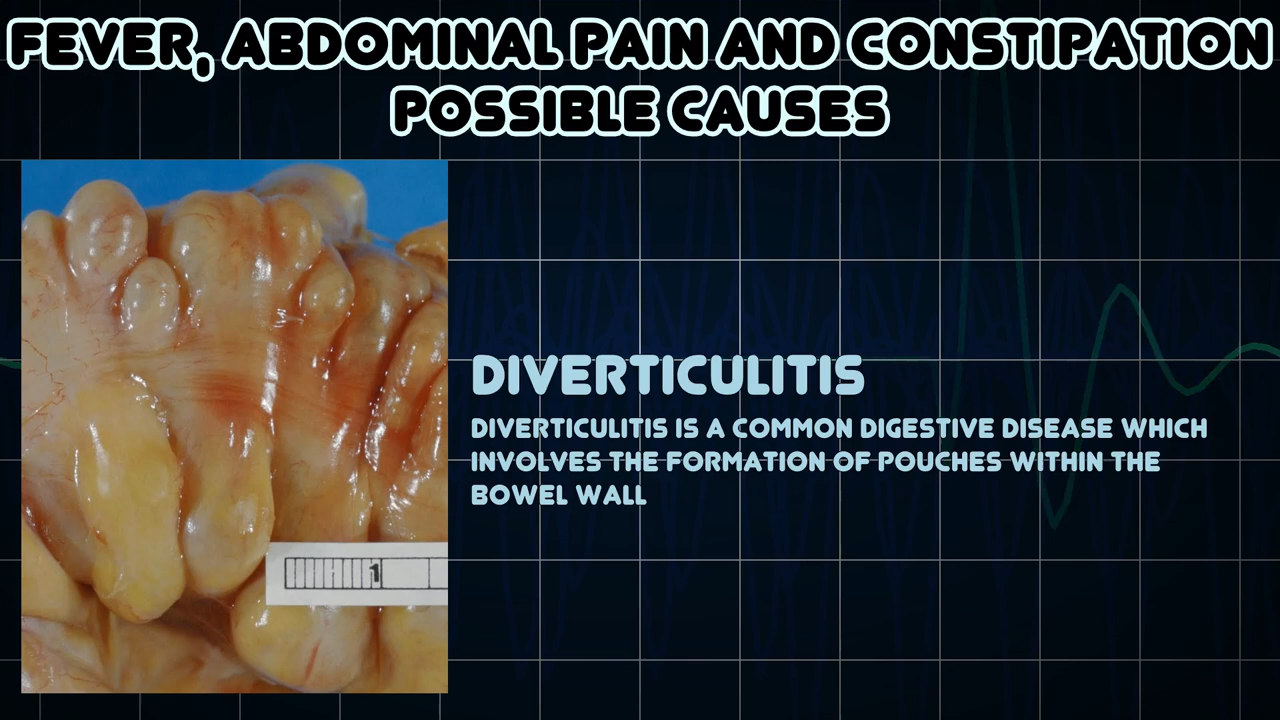 FEVER, ABDOMINAL PAIN AND CONSTIPATION
POSSIBLE CAUSES
DIVERTICULITIS
DIVERTICULITIS IS A COMMON DIGESTIVE DISEASE WHICH
INVOLVES THE FORMATION OF POUCHES WITHIN THE
BOWEL WALL
1